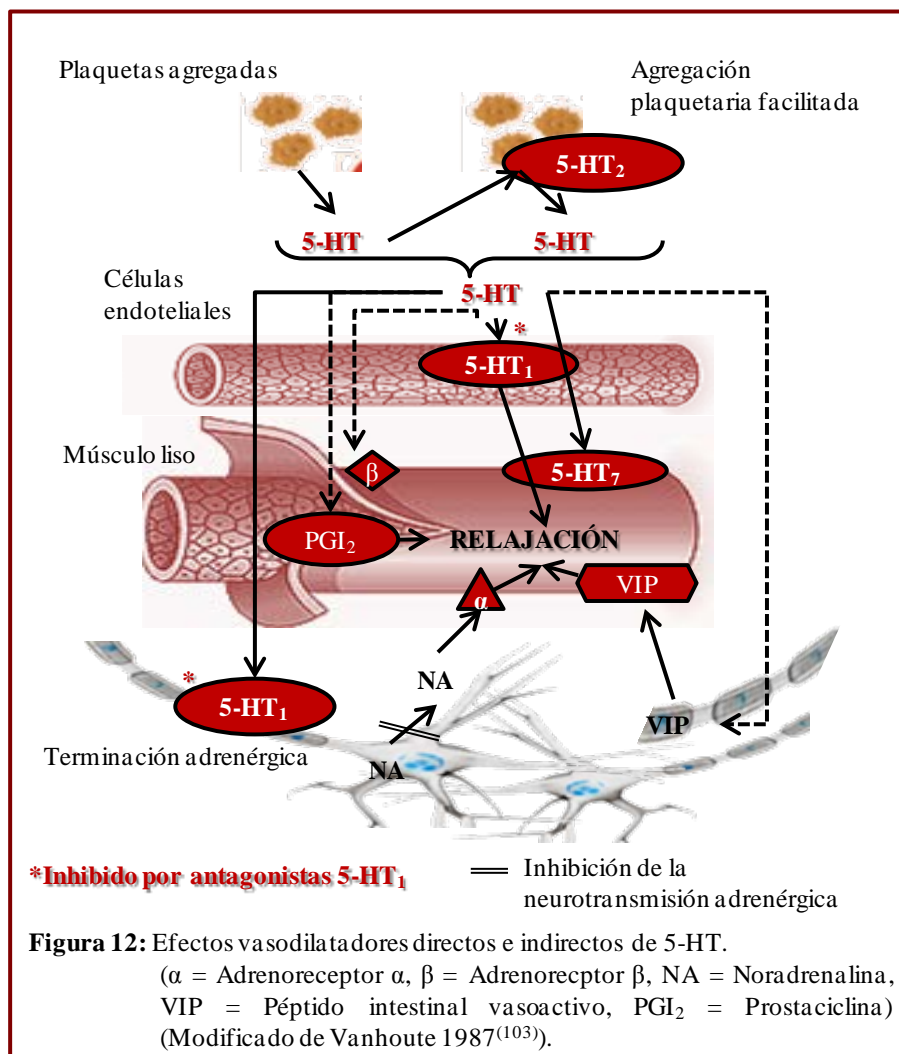 Plaquetas agregadas
Agregación
plaquetaria facilitada
5-HT₂
5-HT
5-HT
Células
endoteliales
5-HT
*
5-HT₁
Músculo liso
β
5-HT₇
PGI₂
RELAJACIÓN
α
VIP
NA
*
5-HT₁
VIP
Terminación adrenérgica
NA
*Inhibido por antagonistas 5-HT₁
Inhibición de la
neurotransmisión adrenérgica
Figura 12: Efectos vasodilatadores directos e indirectos de 5-HT.
(α = Adrenoreceptor α, β = Adrenorecptor β, NA = Noradrenalina,
VIP = Péptido intestinal vasoactivo, PGI₂ = Prostaciclina)
(Modificado de Vanhoute 1987⁽¹⁰³⁾).